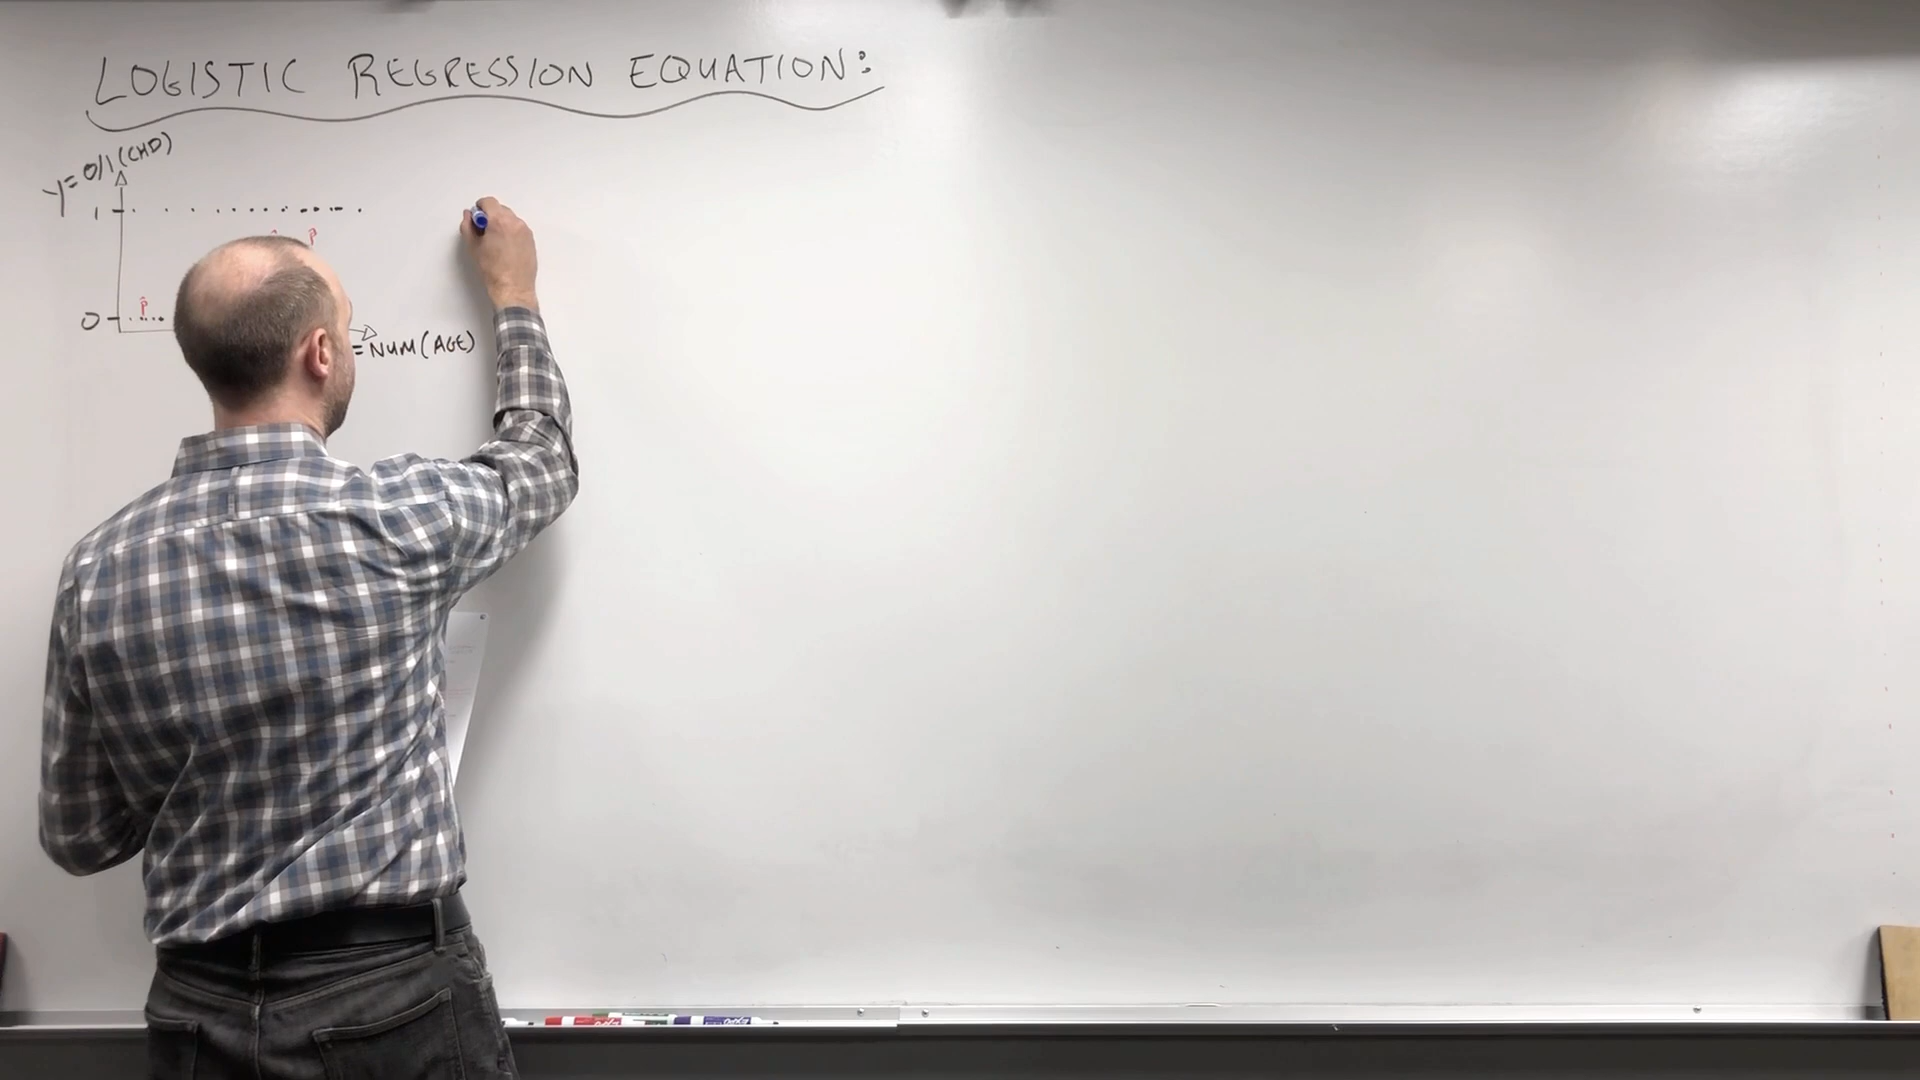 LOGISTIC REGRESSION EQUATION:
Y=0/1(CHD)
1
p̂
p̂
0
=NUM(AGE)